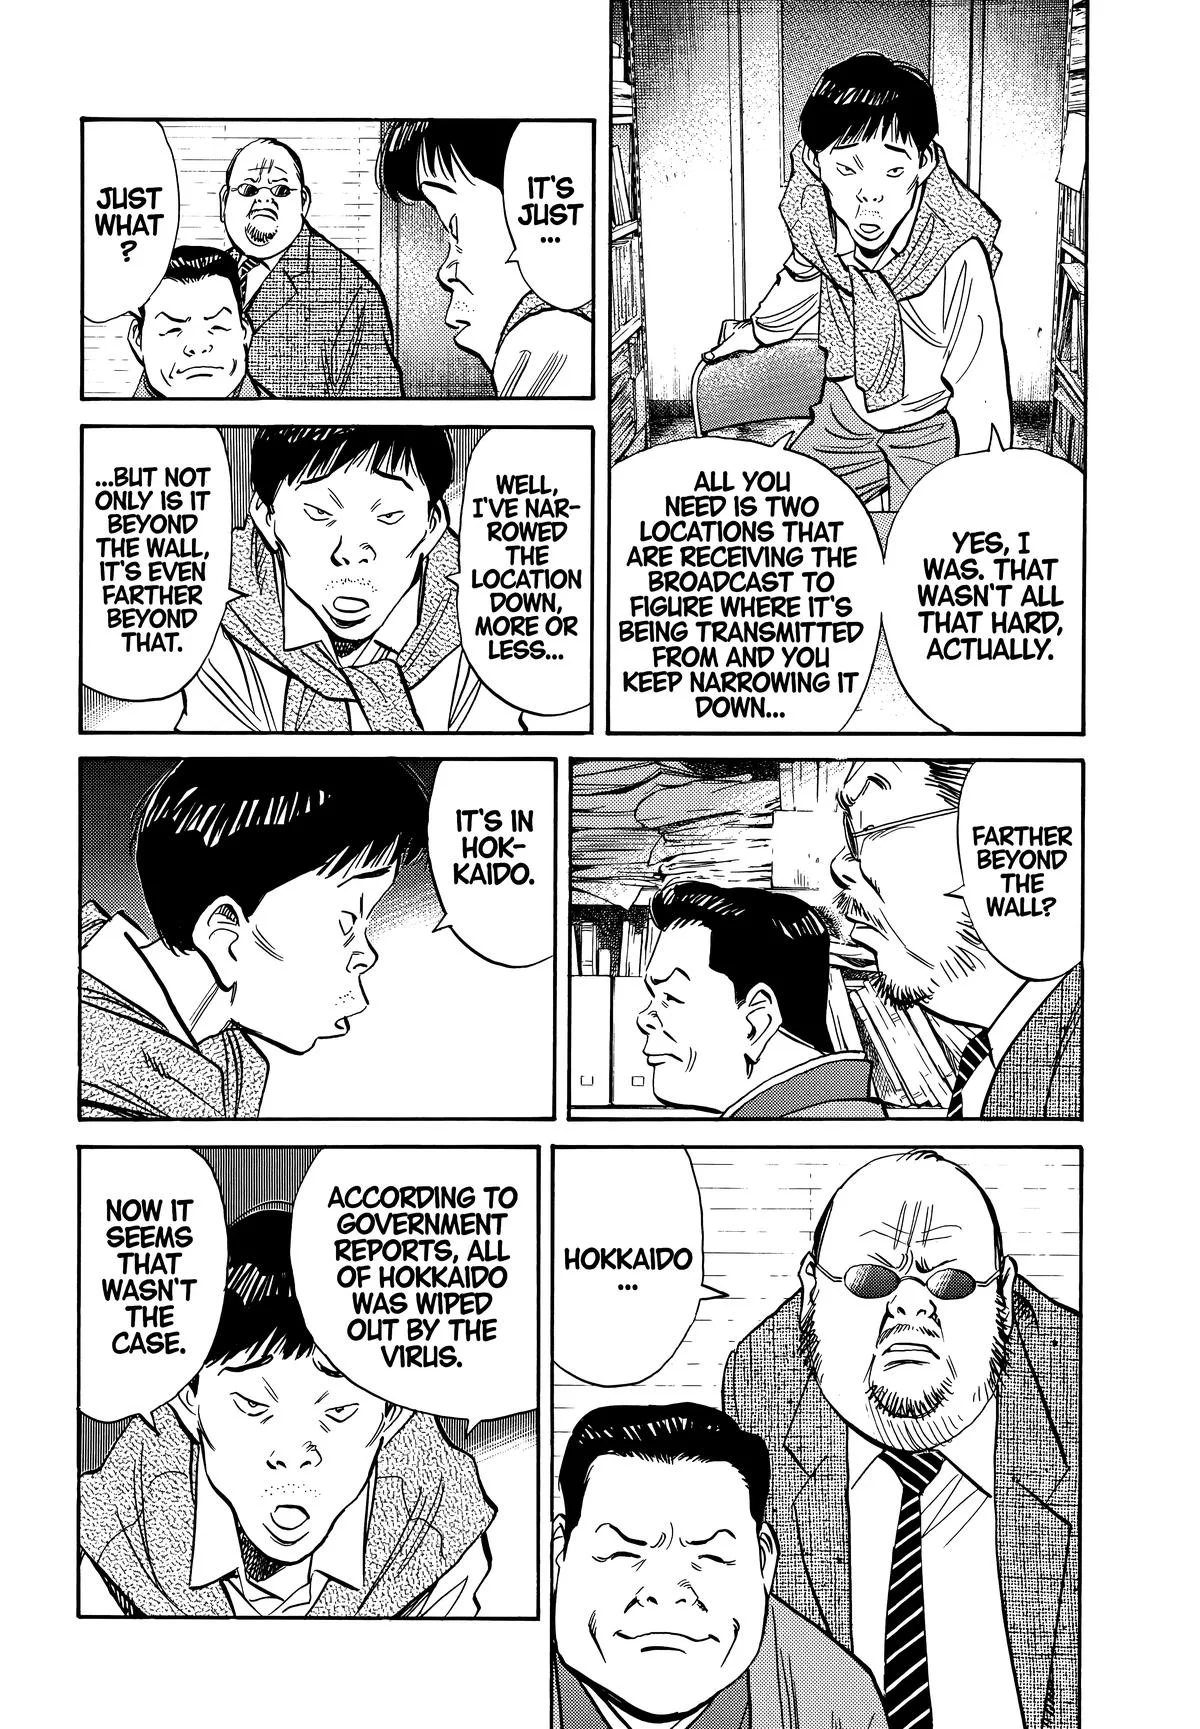 YES, I
WAS. THAT
WASN'T ALL
THAT HARD,
ACTUALLY.
ALL YOU
NEED IS TWO
LOCATIONS THAT
ARE RECEIVING THE
BROADCAST TO
FIGURE WHERE IT'S
BEING TRANSMITTED
FROM AND YOU
KEEP NARROWING IT
DOWN...
IT'S
JUST
...
JUST
WHAT
?
WELL,
I'VE NAR-
ROWED
THE
LOCATION
DOWN,
MORE OR
LESS...
...BUT NOT
ONLY IS IT
BEYOND
THE WALL,
IT'S EVEN
FARTHER
BEYOND
THAT.
FARTHER
BEYOND
THE
WALL?
IT'S IN
HOK-
KAIDO.
HOKKAIDO
...
ACCORDING TO
GOVERNMENT
REPORTS, ALL
OF HOKKAIDO
WAS WIPED
OUT BY THE
VIRUS.
NOW IT
SEEMS
THAT
WASN'T
THE
CASE.